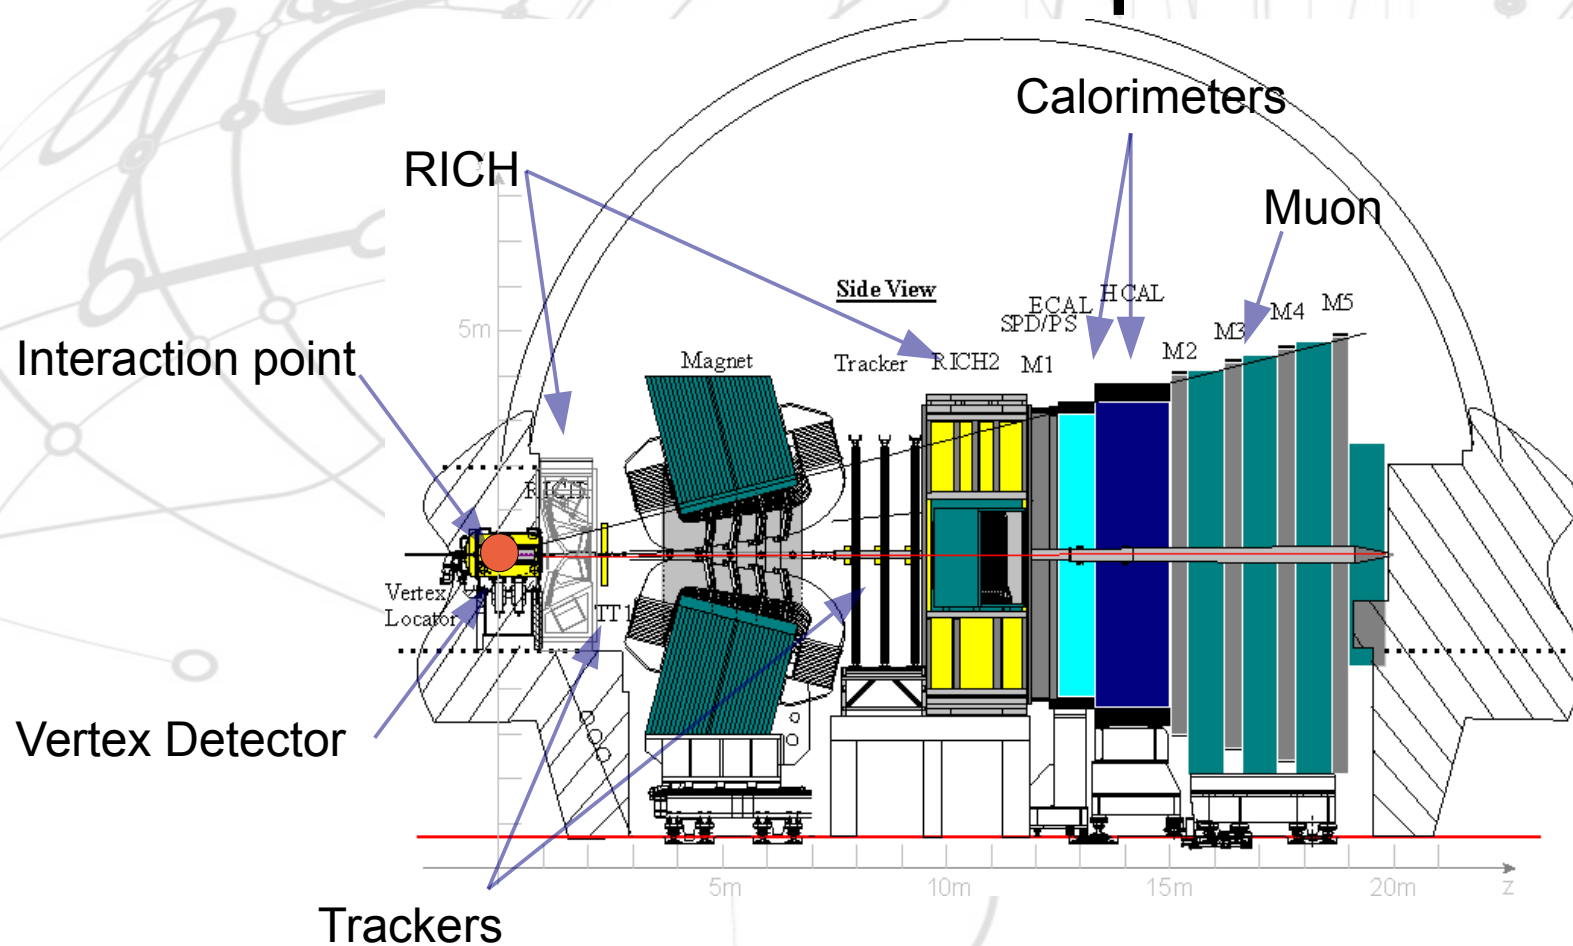 Calorimeters
RICH
Muon
y
Side View
ECAL
HCAL
SPD/PS
M1
M2
M3
M4
M5
5m
Interaction point
Magnet
Tracker
RICH2
Vertex
Locator
TT1
Vertex Detector
5m
10m
15m
20m
z
Trackers